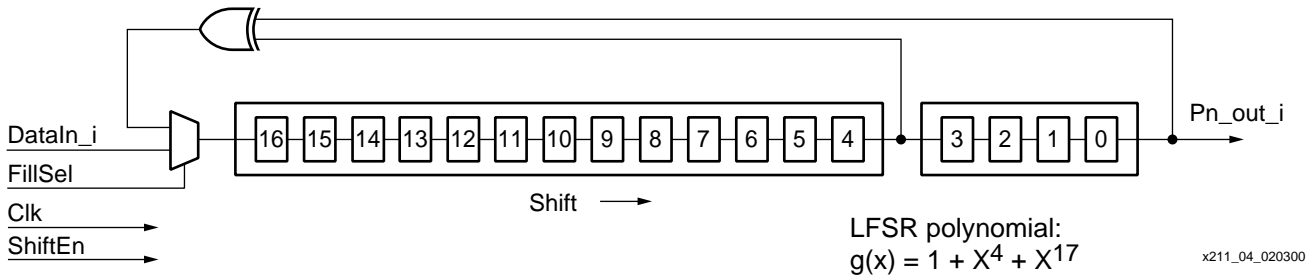 Pn_out_i
DataIn_i
16 15 14 13 12 11 10 9 8 7 6 5 4 3 2 1 0
FillSel
Shift
Clk
LFSR polynomial:
ShiftEn
g(x) = 1 + X4 + X17
x211_04_020300